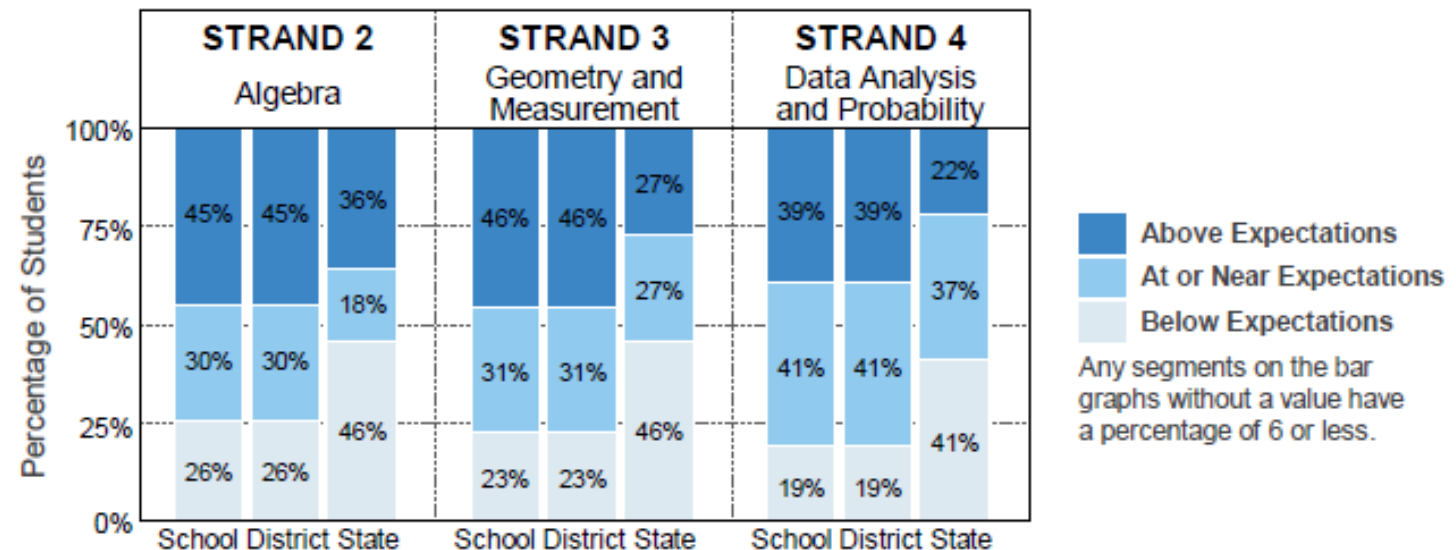 STRAND 2
Algebra
STRAND 3
Geometry and
Measurement
STRAND 4
Data Analysis
and Probability
Percentage of Students
100%
75%
50%
25%
0%
45% 45% 36%
30% 30% 18%
26% 26% 46%
46% 46% 27%
31% 31% 27%
23% 23% 46%
39% 39% 22%
41% 41% 37%
19% 19% 41%
School District State
School District State
School District State
Above Expectations
At or Near Expectations
Below Expectations
Any segments on the bar
graphs without a value have
a percentage of 6 or less.